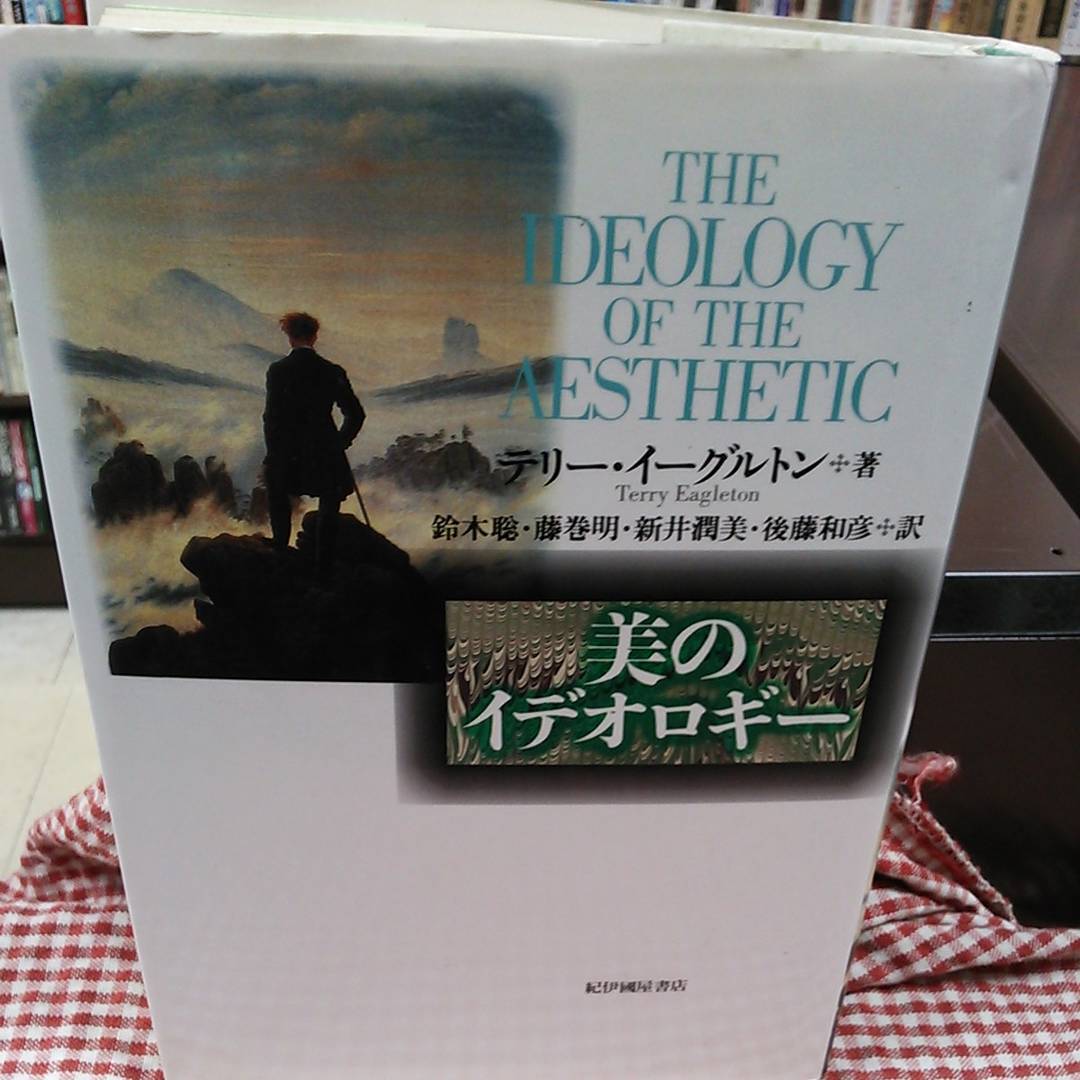 THE
IDEOLOGY
OF THE
AESTHETIC
テリー・イーグルトン✣著
Terry Eagleton
鈴木聡・藤巻明・新井潤美・後藤和彦✣訳
美の
イデオロギー
紀伊國屋書店